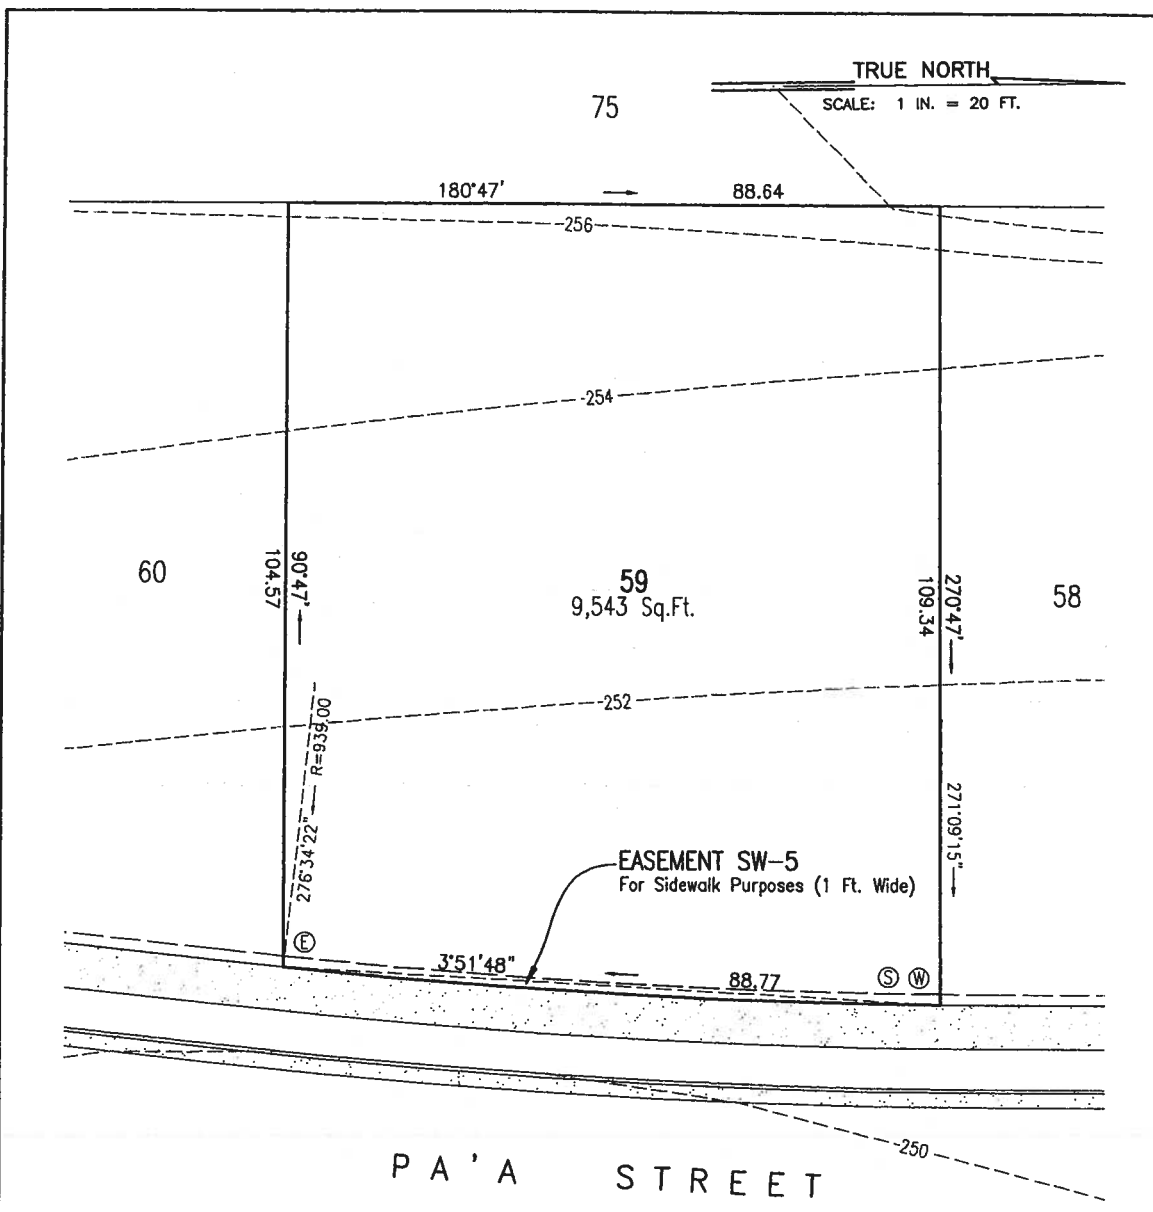 TRUE NORTH
SCALE: 1 IN. = 20 FT.
75
180°47' 88.64
256
254
60
90°47'
104.57
59
9,543 Sq.Ft.
270°47'
109.34
58
252
R=939.00
276°34'22"
271°09'15"
EASEMENT SW-5
For Sidewalk Purposes (1 Ft. Wide)
E
3°51'48" 88.77
S W
250
PA'A STREET